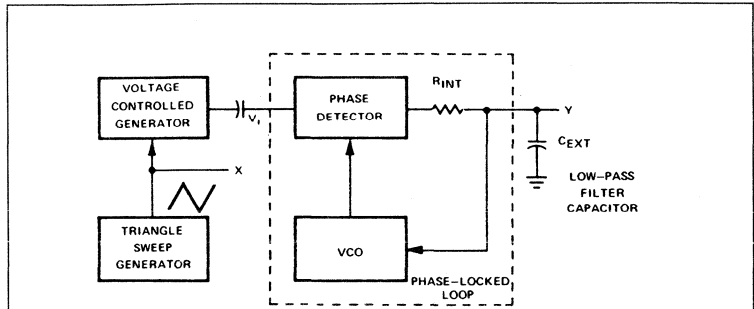 VOLTAGE
CONTROLLED
GENERATOR
V₁
PHASE
DETECTOR
RINT
Y
CEXT
LOW–PASS
FILTER
CAPACITOR
X
TRIANGLE
SWEEP
GENERATOR
VCO
PHASE–LOCKED
LOOP